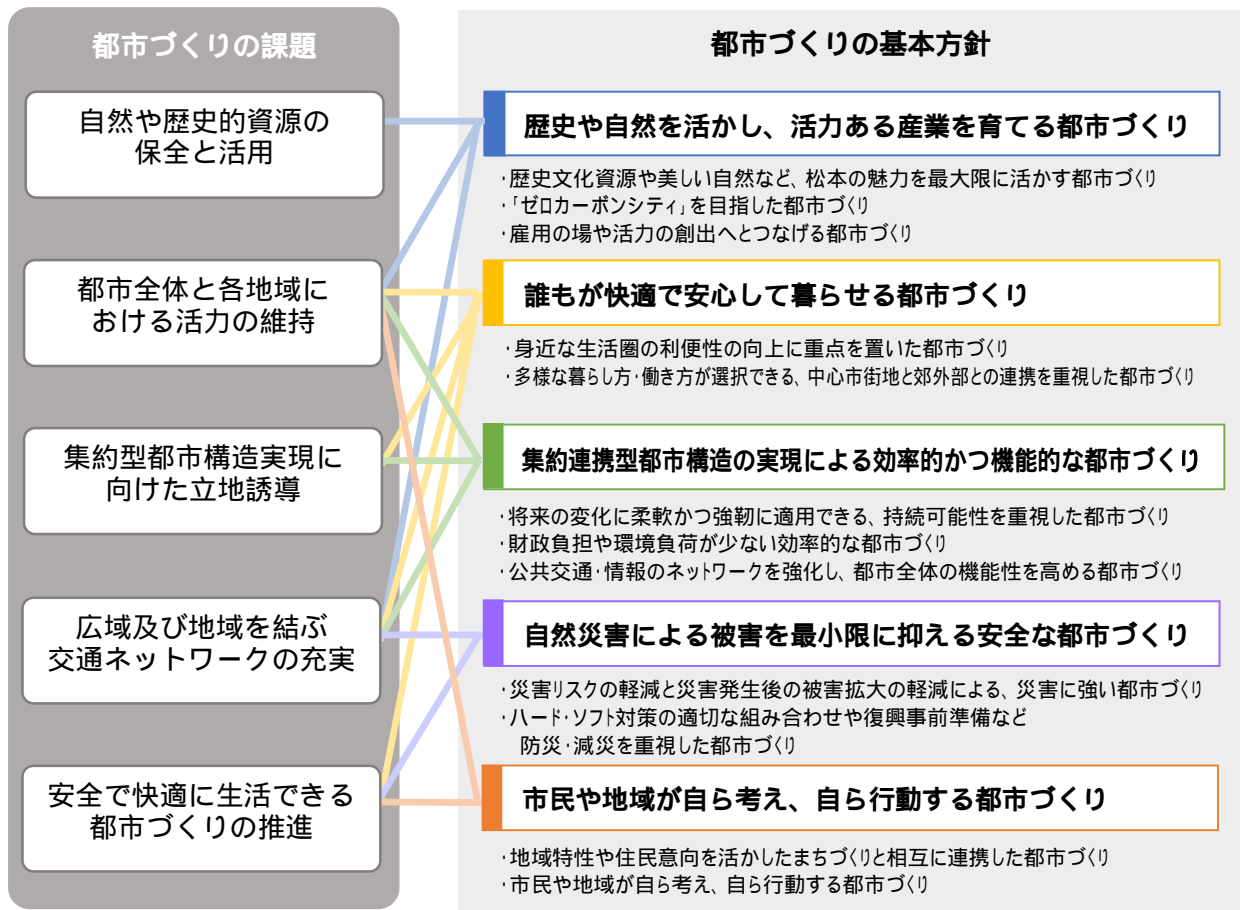 都市づくりの課題
自然や歴史的資源の
保全と活用
都市全体と各地域に
おける活力の維持
集約型都市構造実現に
向けた立地誘導
広域及び地域を結ぶ
交通ネットワークの充実
安全で快適に生活できる
都市づくりの推進
都市づくりの基本方針
歴史や自然を活かし、活力ある産業を育てる都市づくり
･歴史文化資源や美しい自然など、松本の魅力を最大限に活かす都市づくり
･｢ゼロカーボンシティ｣を目指した都市づくり
･雇用の場や活力の創出へとつなげる都市づくり
誰もが快適で安心して暮らせる都市づくり
･身近な生活圏の利便性の向上に重点を置いた都市づくり
･多様な暮らし方･働き方が選択できる、中心市街地と郊外部との連携を重視した都市づくり
集約連携型都市構造の実現による効率的かつ機能的な都市づくり
･将来の変化に柔軟かつ強靭に適用できる、持続可能性を重視した都市づくり
･財政負担や環境負荷が少ない効率的な都市づくり
･公共交通･情報のネットワークを強化し、都市全体の機能性を高める都市づくり
自然災害による被害を最小限に抑える安全な都市づくり
･災害リスクの軽減と災害発生後の被害拡大の軽減による、災害に強い都市づくり
･ハード･ソフト対策の適切な組み合わせや復興事前準備など
防災･減災を重視した都市づくり
市民や地域が自ら考え、自ら行動する都市づくり
･地域特性や住民意向を活かしたまちづくりと相互に連携した都市づくり
･市民や地域が自ら考え、自ら行動する都市づくり